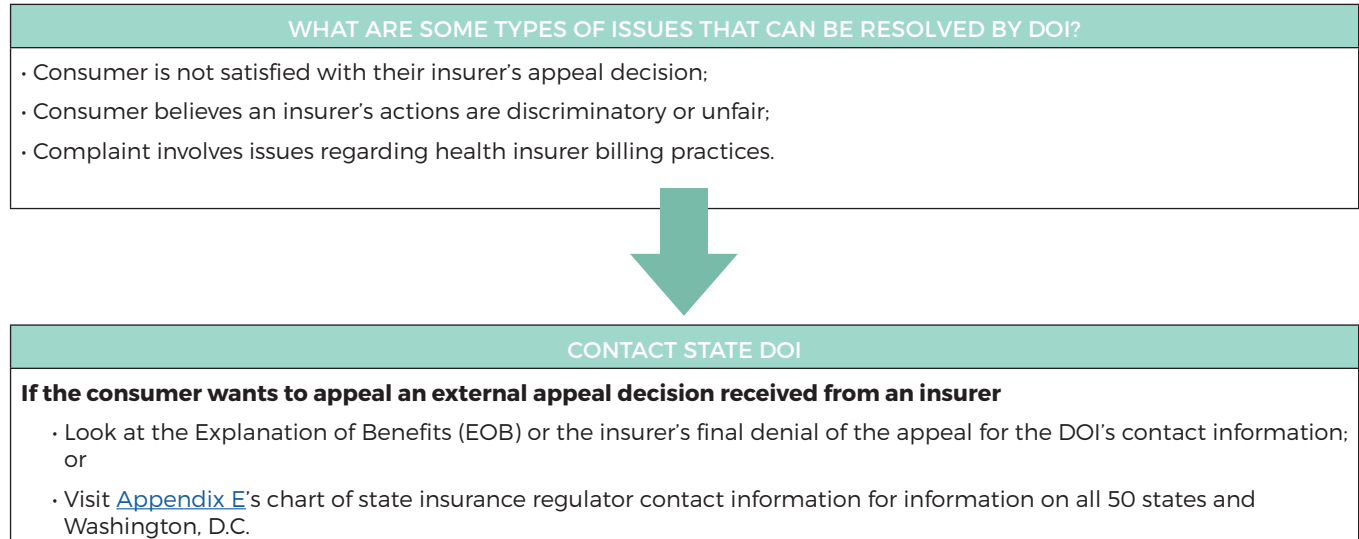 WHAT ARE SOME TYPES OF ISSUES THAT CAN BE RESOLVED BY DOI?
• Consumer is not satisfied with their insurer's appeal decision;
• Consumer believes an insurer's actions are discriminatory or unfair;
• Complaint involves issues regarding health insurer billing practices.
CONTACT STATE DOI
If the consumer wants to appeal an external appeal decision received from an insurer
• Look at the Explanation of Benefits (EOB) or the insurer's final denial of the appeal for the DOI's contact information;
or
• Visit Appendix E's chart of state insurance regulator contact information for information on all 50 states and
Washington, D.C.